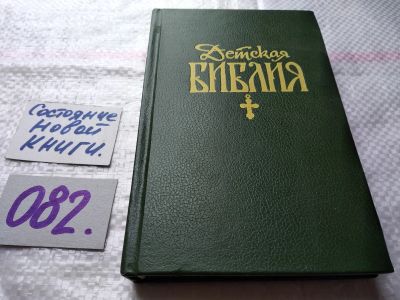 Детская
БИБЛИЯ
Состояние
новой
книги.
082.